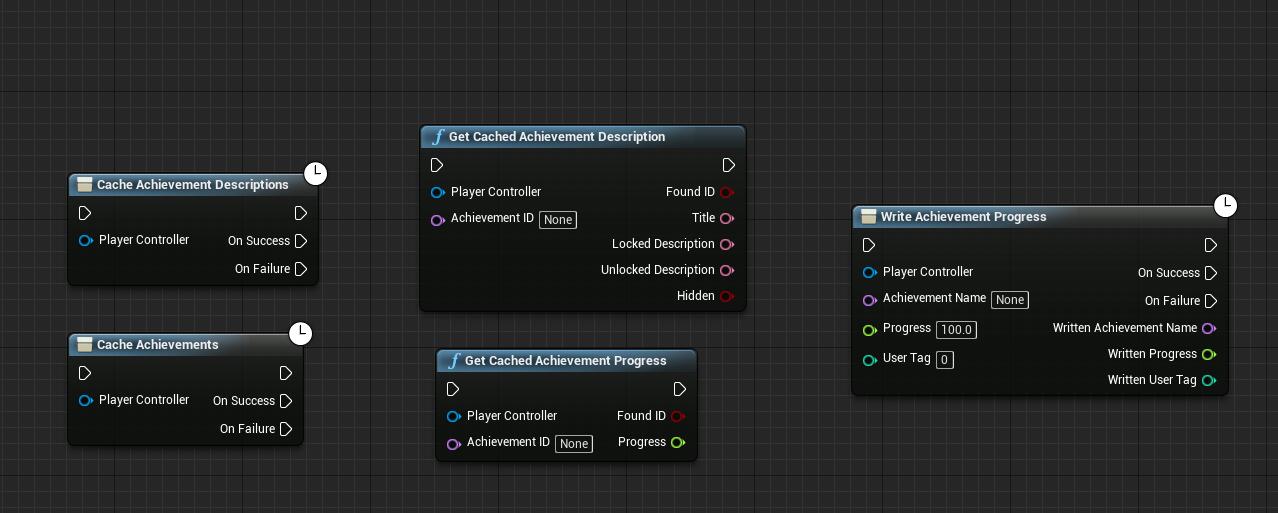 Cache Achievement Descriptions
Player Controller
On Success
On Failure
Cache Achievements
Player Controller
On Success
On Failure
f Get Cached Achievement Description
Player Controller
Found ID
Achievement ID None
Title
Locked Description
Unlocked Description
Hidden
f Get Cached Achievement Progress
Player Controller
Found ID
Achievement ID None
Progress
Write Achievement Progress
Player Controller
On Success
Achievement Name None
On Failure
Progress 100.0
Written Achievement Name
User Tag 0
Written Progress
Written User Tag